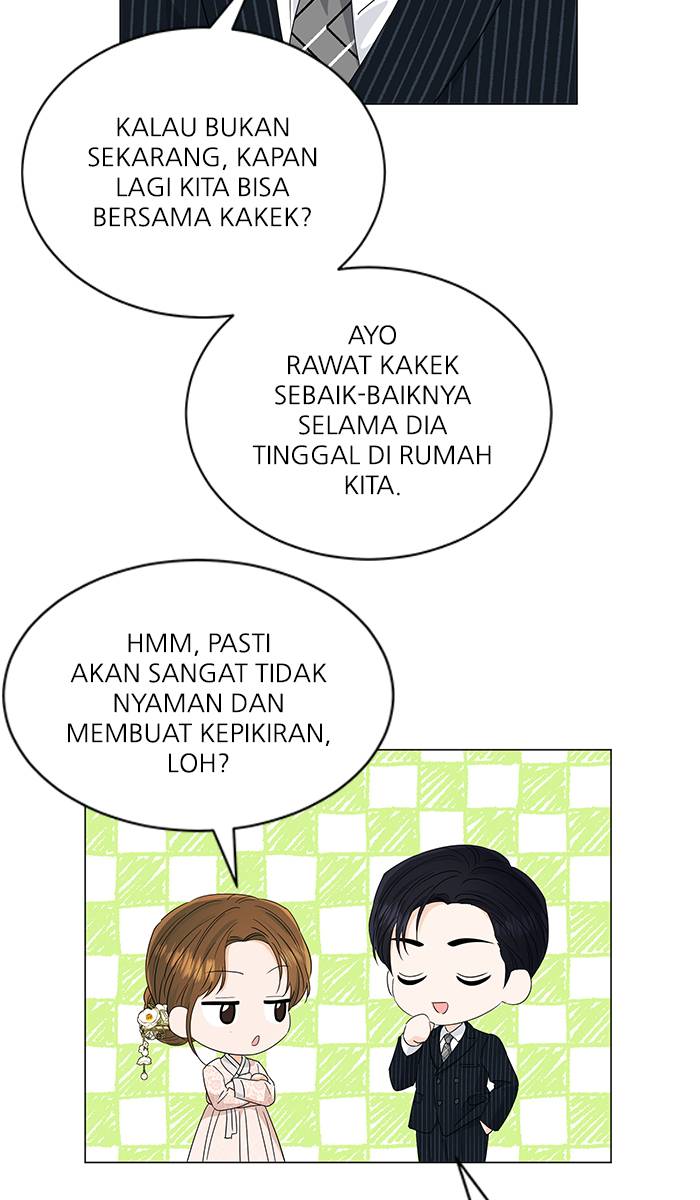 KALAU BUKAN
SEKARANG, KAPAN
LAGI KITA BISA
BERSAMA KAKEK?
AYO
RAWAT KAKEK
SEBAIK-BAIKNYA
SELAMA DIA
TINGGAL DI RUMAH
KITA.
HMM, PASTI
AKAN SANGAT TIDAK
NYAMAN DAN
MEMBUAT KEPIKIRAN,
LOH?